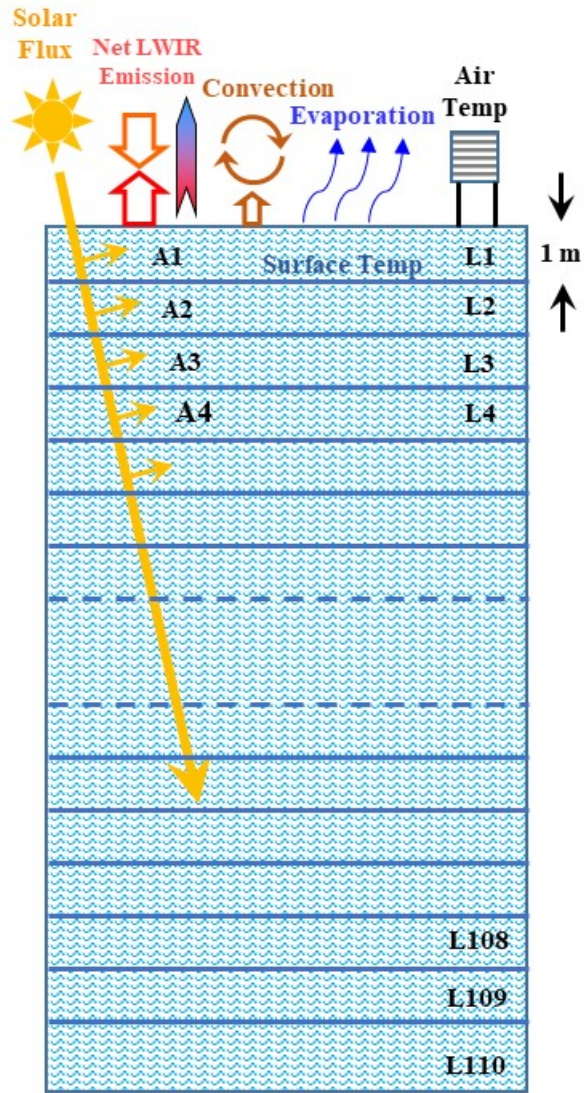 Solar
Flux
Net LWIR
Emission
Convection
Evaporation
Air
Temp
A1
Surface Temp
L1
1 m
A2
L2
A3
L3
A4
L4
L108
L109
L110